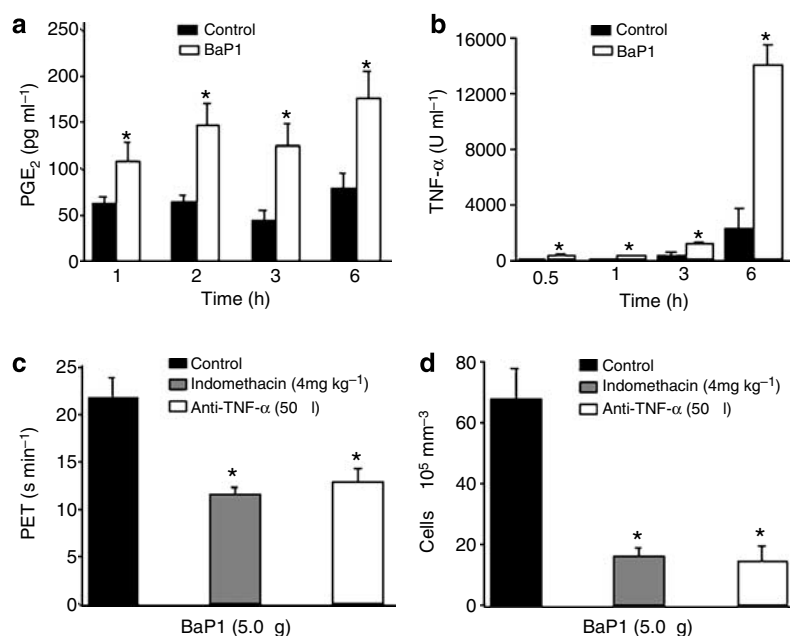 a
Control
BaP1
PGE₂ (pg ml⁻¹)
250
200
150
100
50
0
*
*
*
*
1 2 3 6
Time (h)
b
Control
BaP1
TNF-α (U ml⁻¹)
16000
12000
8000
4000
0
*
*
*
*
0.5 1 3 6
Time (h)
c
Control
Indomethacin (4mg kg⁻¹)
Anti-TNF-α (50 l)
PET (s min⁻¹)
25
20
15
10
5
0
*
*
BaP1 (5.0 g)
d
Control
Indomethacin (4mg kg⁻¹)
Anti-TNF-α (50 l)
Cells 10⁵ mm⁻³
80
60
40
20
0
*
*
BaP1 (5.0 g)